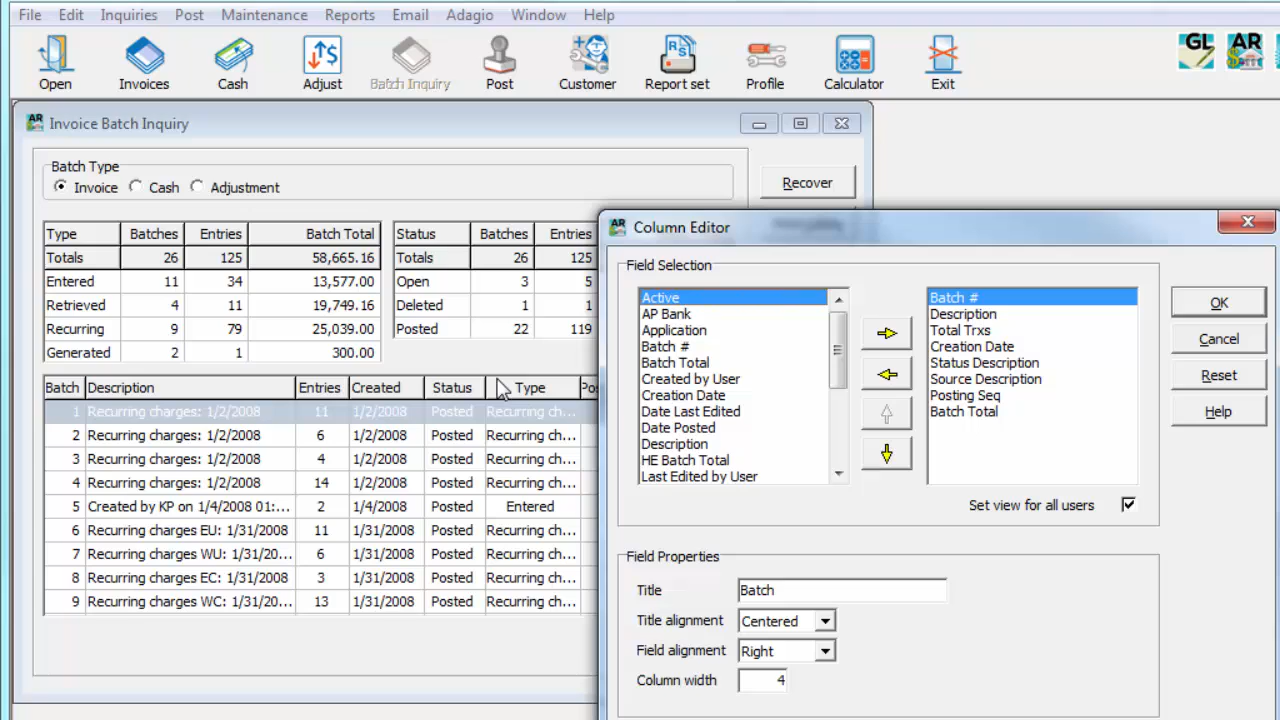 File Edit Inquiries Post Maintenance Reports Email Adagio Window Help
Open Invoices Cash Adjust Batch Inquiry Post Customer Report set Profile Calculator Exit
GL AR
AR Invoice Batch Inquiry
Batch Type
Invoice Cash Adjustment
Recover
Type Batches Entries Batch Total
Totals 26 125 58,665.16
Entered 11 34 13,577.00
Retrieved 4 11 19,749.16
Recurring 9 79 25,039.00
Generated 2 1 300.00
Status Batches Entries
Totals 26 125
Open 3 5
Deleted 1 1
Posted 22 119
Batch Description Entries Created Status Type Pos
1 Recurring charges: 1/2/2008 11 1/2/2008 Posted Recurring ch...
2 Recurring charges: 1/2/2008 6 1/2/2008 Posted Recurring ch...
3 Recurring charges: 1/2/2008 4 1/2/2008 Posted Recurring ch...
4 Recurring charges: 1/2/2008 14 1/2/2008 Posted Recurring ch...
5 Created by KP on 1/4/2008 01:... 2 1/4/2008 Posted Entered
6 Recurring charges EU: 1/31/2008 11 1/31/2008 Posted Recurring ch...
7 Recurring charges WU: 1/31/20... 6 1/31/2008 Posted Recurring ch...
8 Recurring charges EC: 1/31/2008 3 1/31/2008 Posted Recurring ch...
9 Recurring charges WC: 1/31/20... 13 1/31/2008 Posted Recurring ch...
AR Column Editor
Field Selection
Active
AP Bank
Application
Batch #
Batch Total
Created by User
Creation Date
Date Last Edited
Date Posted
Description
HE Batch Total
Last Edited by User
Batch #
Description
Total Trxs
Creation Date
Status Description
Source Description
Posting Seq
Batch Total
OK
Cancel
Reset
Help
Set view for all users
Field Properties
Title Batch
Title alignment Centered
Field alignment Right
Column width 4